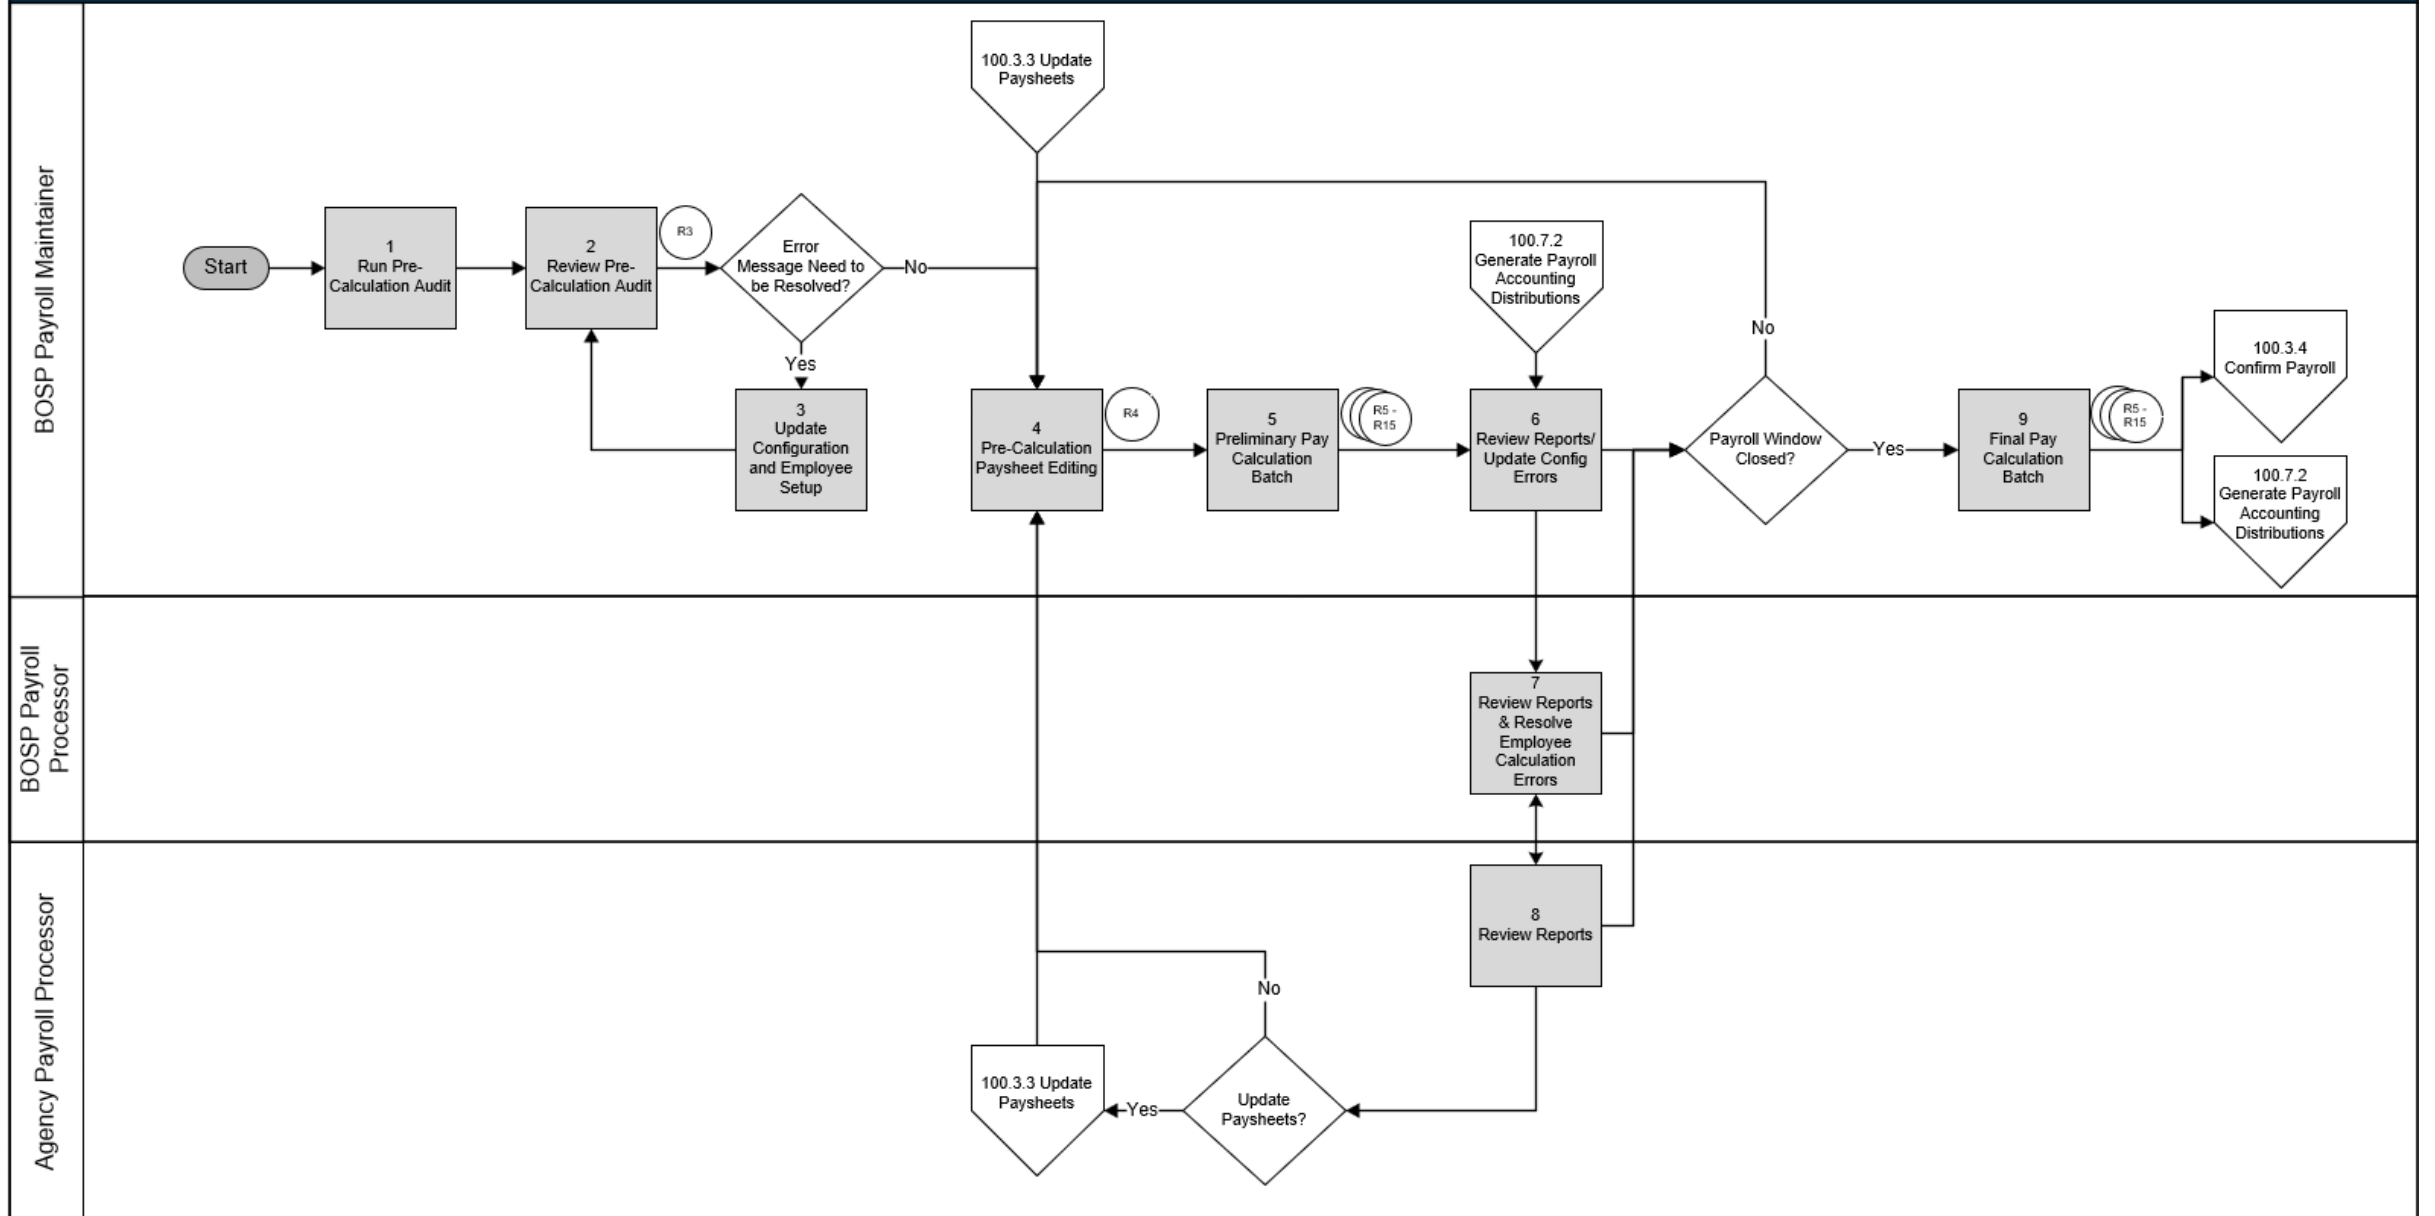 BOSP Payroll Maintainer
100.3.3 Update
Paysheets
Start
1
Run Pre-
Calculation Audit
2
Review Pre-
Calculation Audit
R3
Error
Message Need to
be Resolved?
No
Yes
3
Update
Configuration
and Employee
Setup
4
Pre-Calculation
Paysheet Editing
R4
5
Preliminary Pay
Calculation
Batch
R5 -
R15
100.7.2
Generate Payroll
Accounting
Distributions
6
Review Reports/
Update Config
Errors
No
Payroll Window
Closed?
Yes
9
Final Pay
Calculation
Batch
R5 -
R15
100.3.4
Confirm Payroll
100.7.2
Generate Payroll
Accounting
Distributions
BOSP Payroll
Processor
7
Review Reports
& Resolve
Employee
Calculation
Errors
Agency Payroll Processor
8
Review Reports
No
Update
Paysheets?
Yes
100.3.3 Update
Paysheets